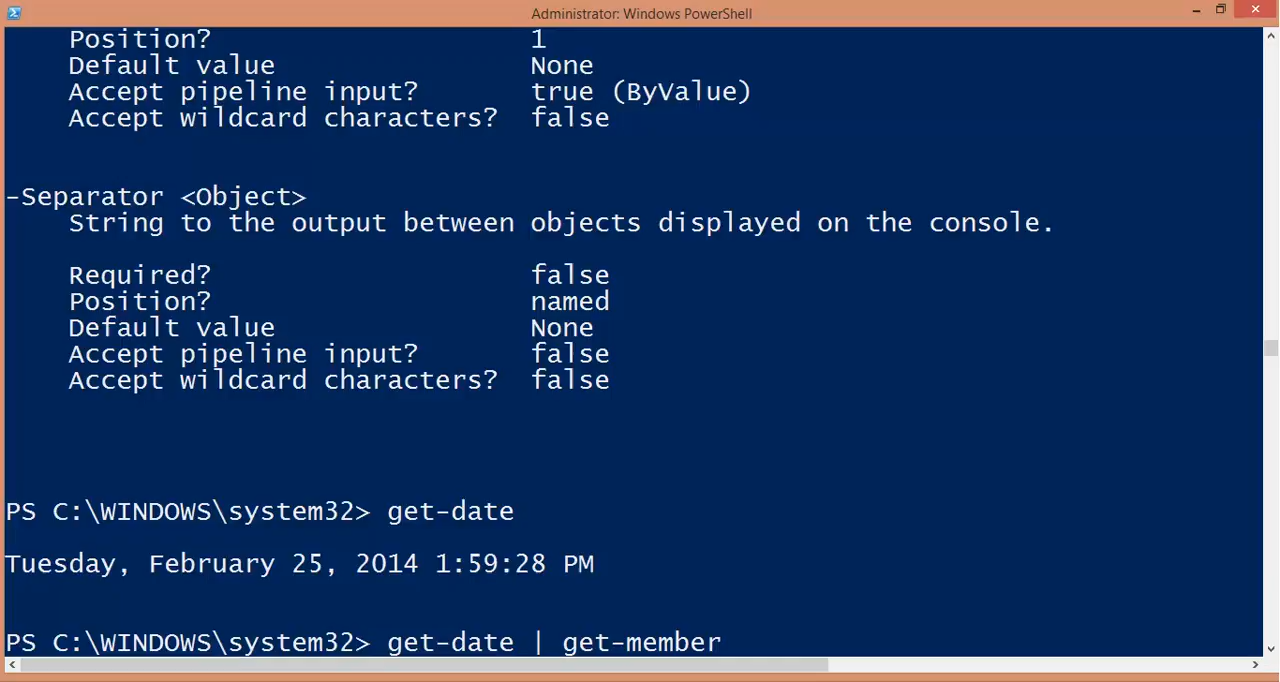 Administrator: Windows PowerShell
Position? 1
Default value None
Accept pipeline input? true (ByValue)
Accept wildcard characters? false
-Separator <Object>
String to the output between objects displayed on the console.
Required? false
Position? named
Default value None
Accept pipeline input? false
Accept wildcard characters? false
PS C:\WINDOWS\system32> get-date
Tuesday, February 25, 2014 1:59:28 PM
PS C:\WINDOWS\system32> get-date | get-member